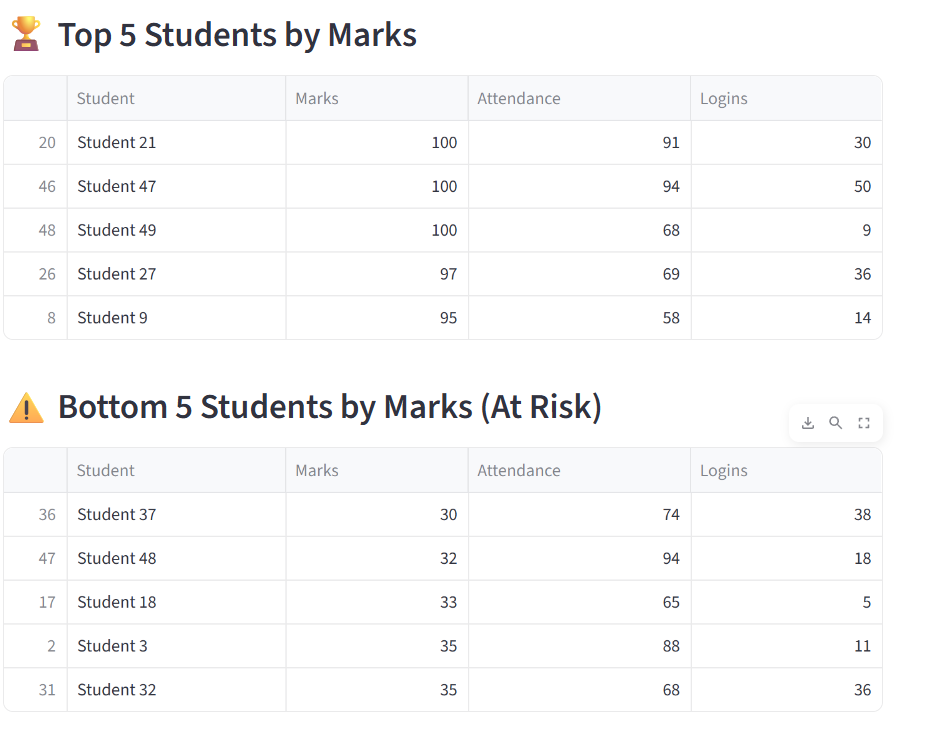 🏆 Top 5 Students by Marks
Student Marks Attendance Logins
20 Student 21 100 91 30
46 Student 47 100 94 50
48 Student 49 100 68 9
26 Student 27 97 69 36
8 Student 9 95 58 14
⚠️ Bottom 5 Students by Marks (At Risk)
Student Marks Attendance Logins
36 Student 37 30 74 38
47 Student 48 32 94 18
17 Student 18 33 65 5
2 Student 3 35 88 11
31 Student 32 35 68 36